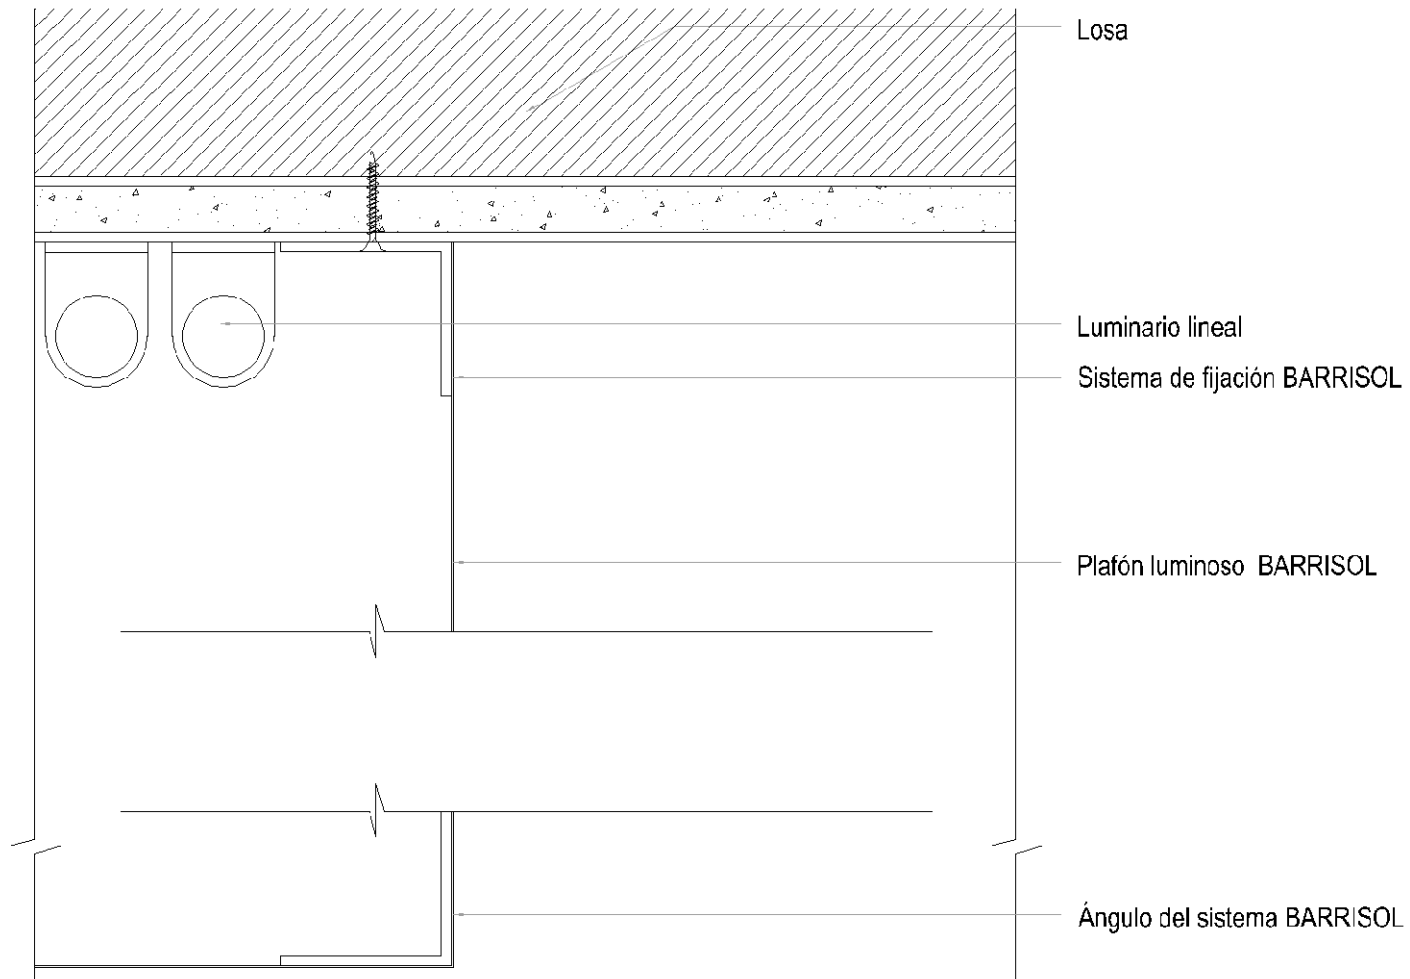 Losa
Luminario lineal
Sistema de fijación BARRISOL
Plafón luminoso BARRISOL
Ángulo del sistema BARRISOL